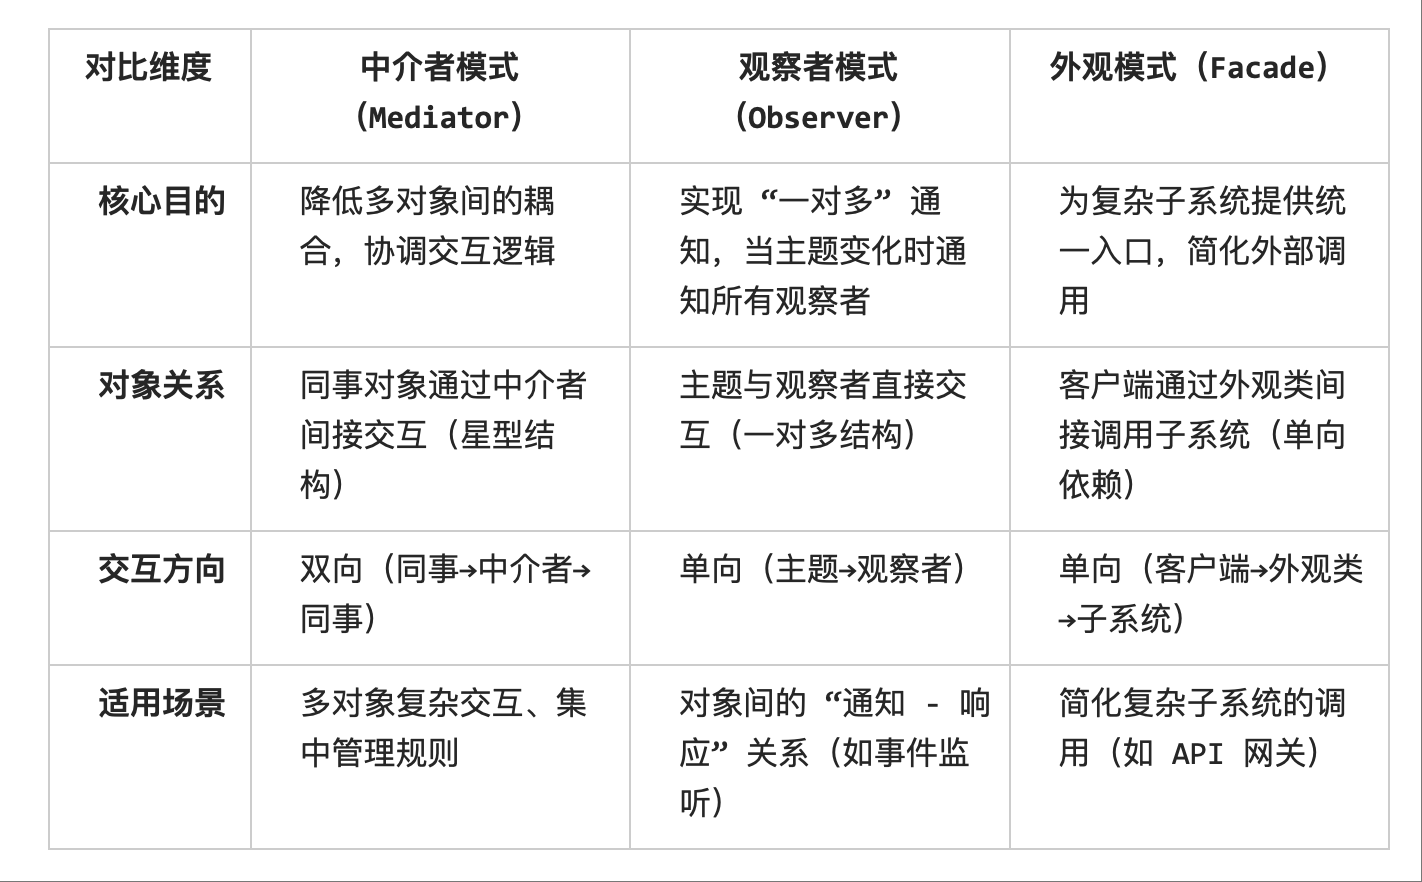 对比维度
中介者模式
（Mediator）
观察者模式
（Observer）
外观模式（Facade）
核心目的
降低多对象间的耦
合，协调交互逻辑
实现 “一对多” 通
知，当主题变化时通
知所有观察者
为复杂子系统提供统
一入口，简化外部调
用
对象关系
同事对象通过中介者
间接交互（星型结
构）
主题与观察者直接交
互（一对多结构）
客户端通过外观类间
接调用子系统（单向
依赖）
交互方向
双向（同事→中介者→
同事）
单向（主题→观察者）
单向（客户端→外观类
→子系统）
适用场景
多对象复杂交互、集
中管理规则
对象间的 “通知 - 响
应” 关系（如事件监
听）
简化复杂子系统的调
用（如 API 网关）